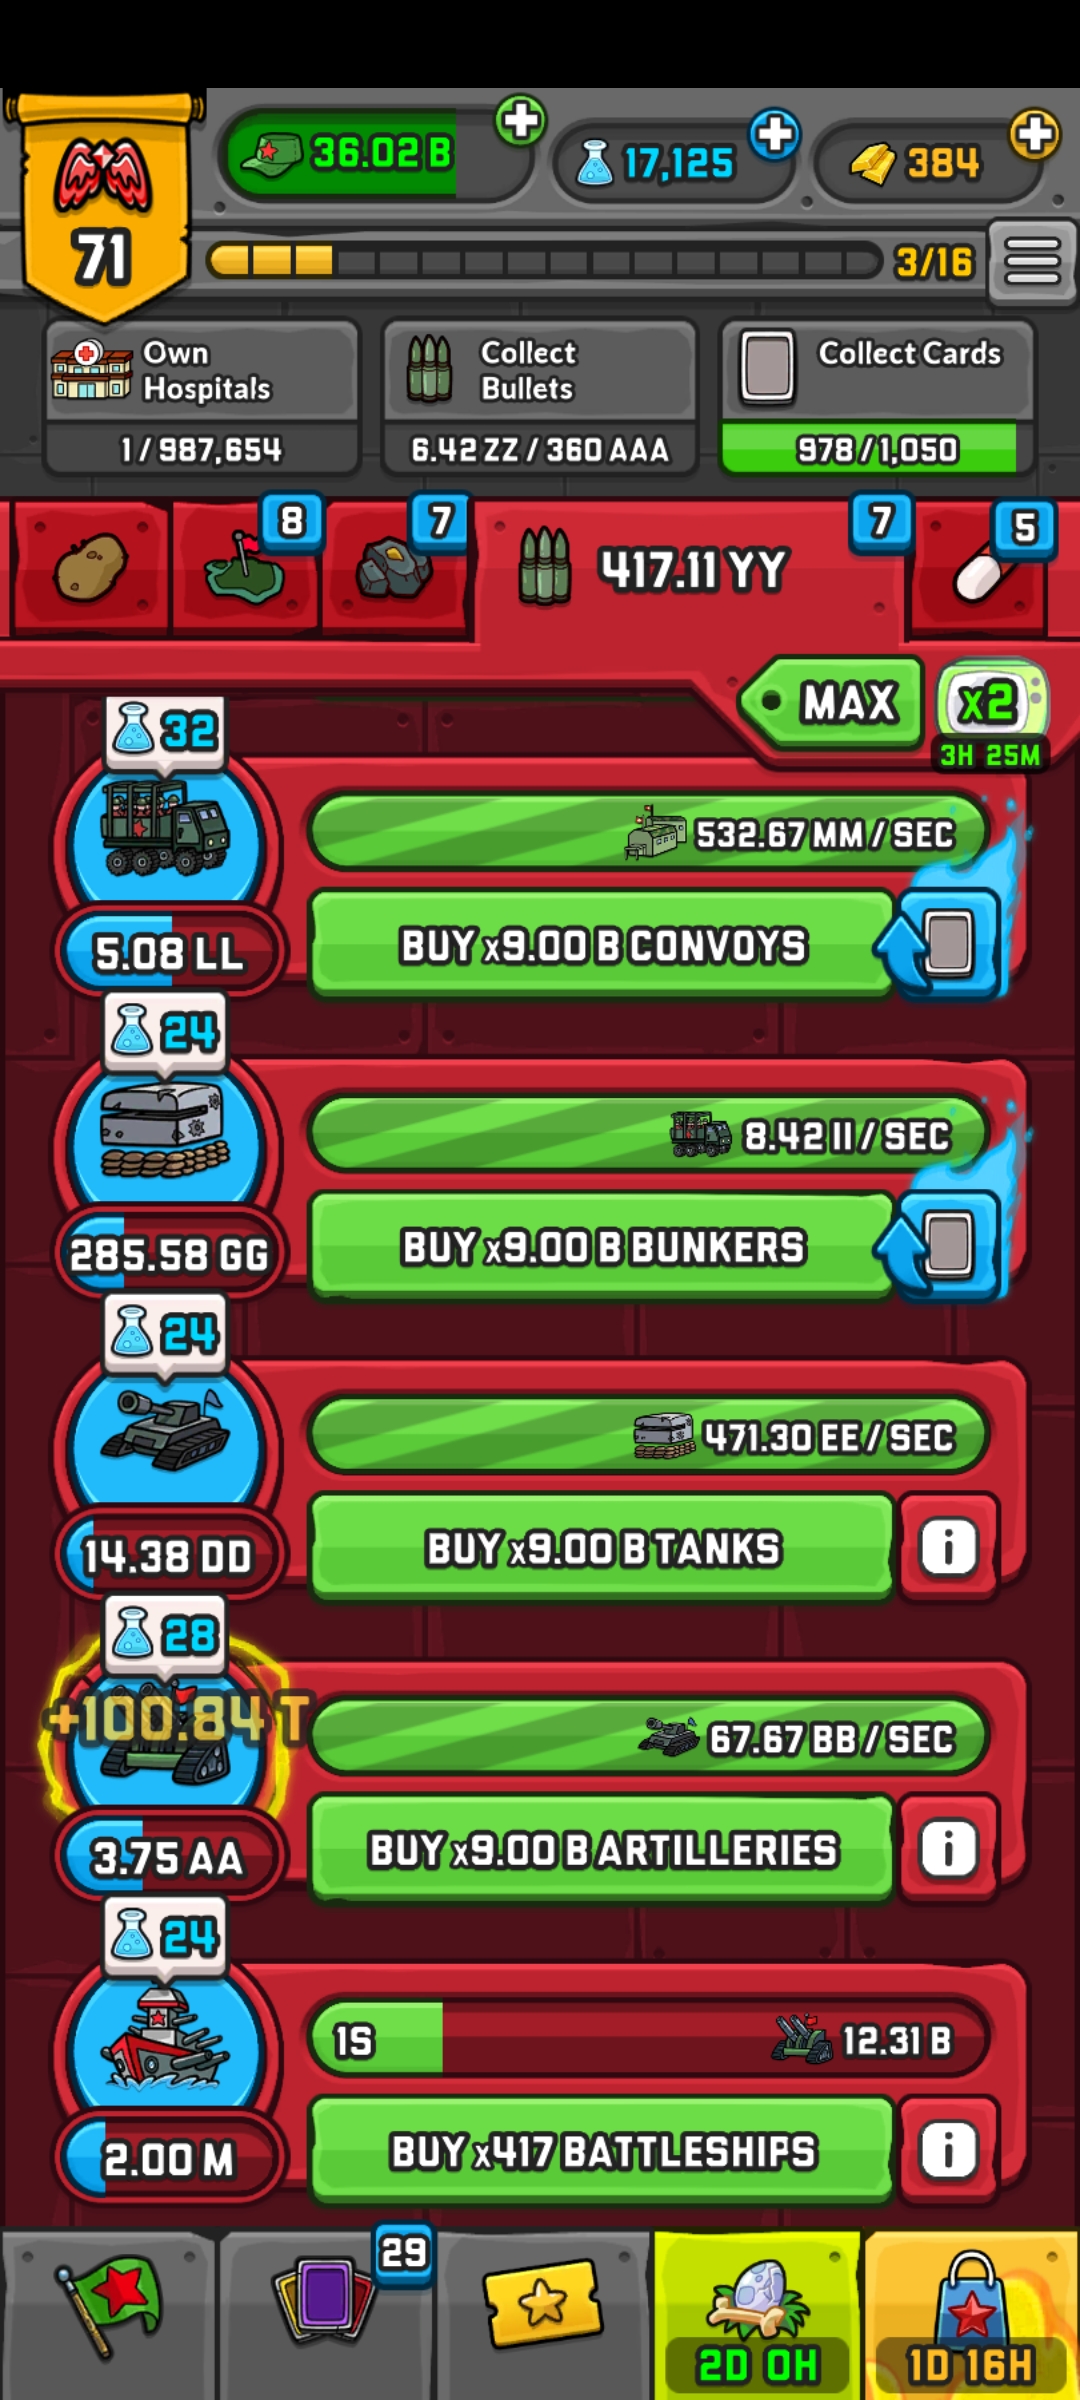 36.02 B
17,125
384
71
3/16
Own
Hospitals
1 / 987,654
Collect
Bullets
6.42 ZZ / 360 AAA
Collect Cards
978 / 1,050
8
7
417.11 YY
7
5
MAX
x2
3H 25M
32
532.67 MM / SEC
5.08 LL
BUY x9.00 B CONVOYS
24
8.42 II / SEC
285.58 GG
BUY x9.00 B BUNKERS
24
471.30 EE / SEC
14.38 DD
BUY x9.00 B TANKS
i
28
+100.84 T
67.67 BB / SEC
3.75 AA
BUY x9.00 B ARTILLERIES
i
24
1S
12.31 B
2.00 M
BUY x417 BATTLESHIPS
i
29
2D 0H
1D 16H